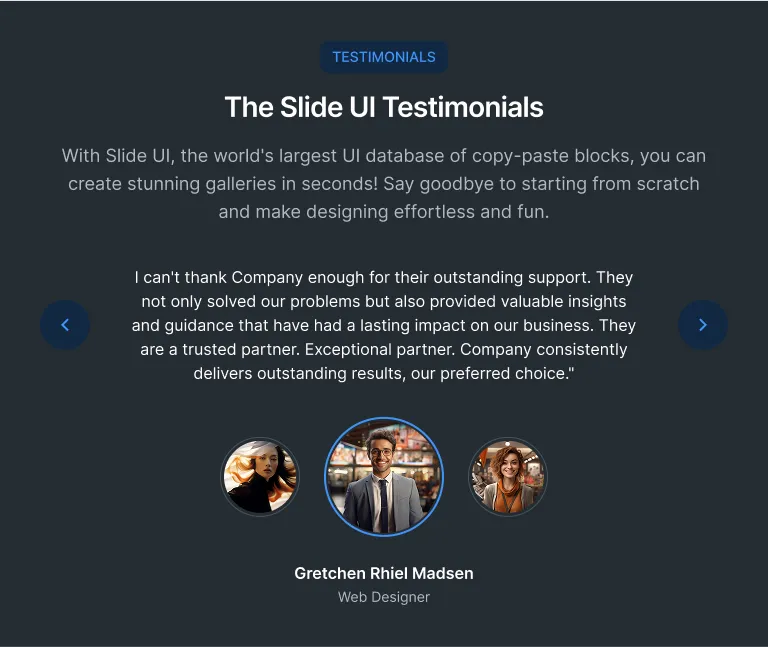 TESTIMONIALS
The Slide UI Testimonials
With Slide UI, the world's largest UI database of copy-paste blocks, you can
create stunning galleries in seconds! Say goodbye to starting from scratch
and make designing effortless and fun.
I can't thank Company enough for their outstanding support. They
not only solved our problems but also provided valuable insights
and guidance that have had a lasting impact on our business. They
are a trusted partner. Exceptional partner. Company consistently
delivers outstanding results, our preferred choice."
Gretchen Rhiel Madsen
Web Designer